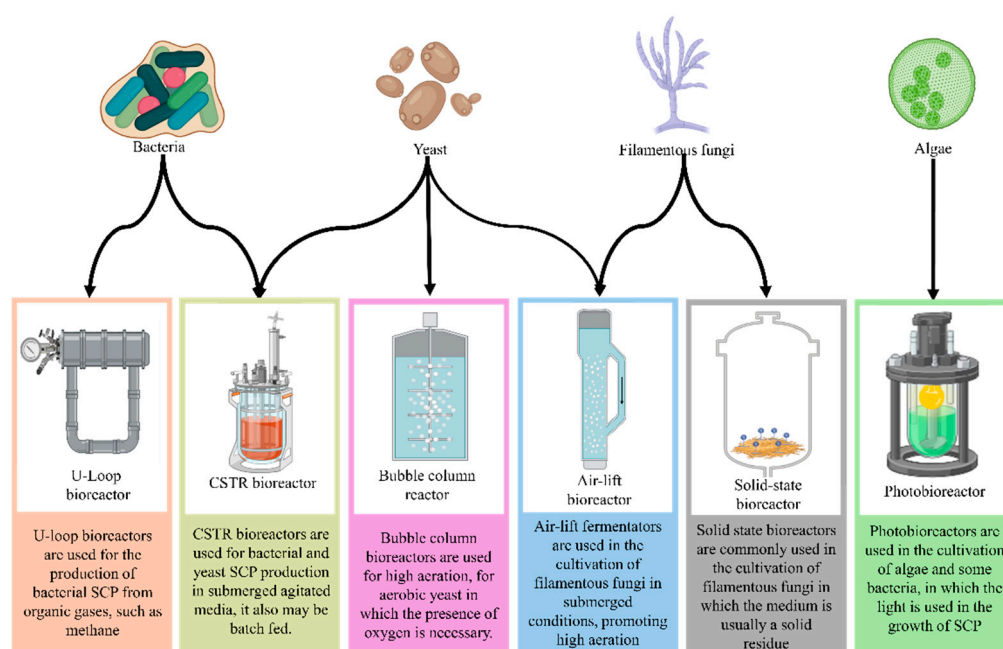 Bacteria
Yeast
Filamentous fungi
Algae
U-Loop
bioreactor
CSTR bioreactor
Bubble column
reactor
Air-lift
bioreactor
Solid-state
bioreactor
Photobioreactor
U-loop bioreactors
are used for the
production of
bacterial SCP from
organic gases, such as
methane
CSTR bioreactors are
used for bacterial and
yeast SCP production
in submerged agitated
media, it also may be
batch fed.
Bubble column
bioreactors are used
for high aeration, for
aerobic yeast in
which the presence of
oxygen is necessary.
Air-lift fermentators
are used in the
cultivation of
filamentous fungi in
submerged
conditions, promoting
high aeration
Solid state bioreactors
are commonly used in
the cultivation of
filamentous fungi in
which the medium is
usually a solid
residue
Photobioreactors are
used in the cultivation
of algae and some
bacteria, in which the
light is used in the
growth of SCP